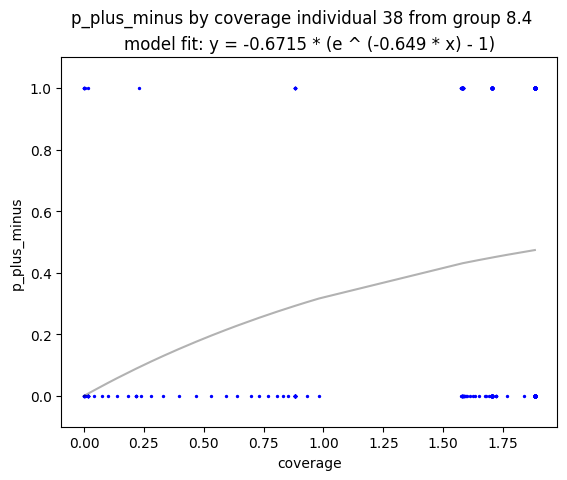 p_plus_minus by coverage individual 38 from group 8.4
model fit: y = -0.6715 * (e ^ (-0.649 * x) - 1)
1.0
0.8
0.6
0.4
0.2
0.0
p_plus_minus
0.00 0.25 0.50 0.75 1.00 1.25 1.50 1.75
coverage